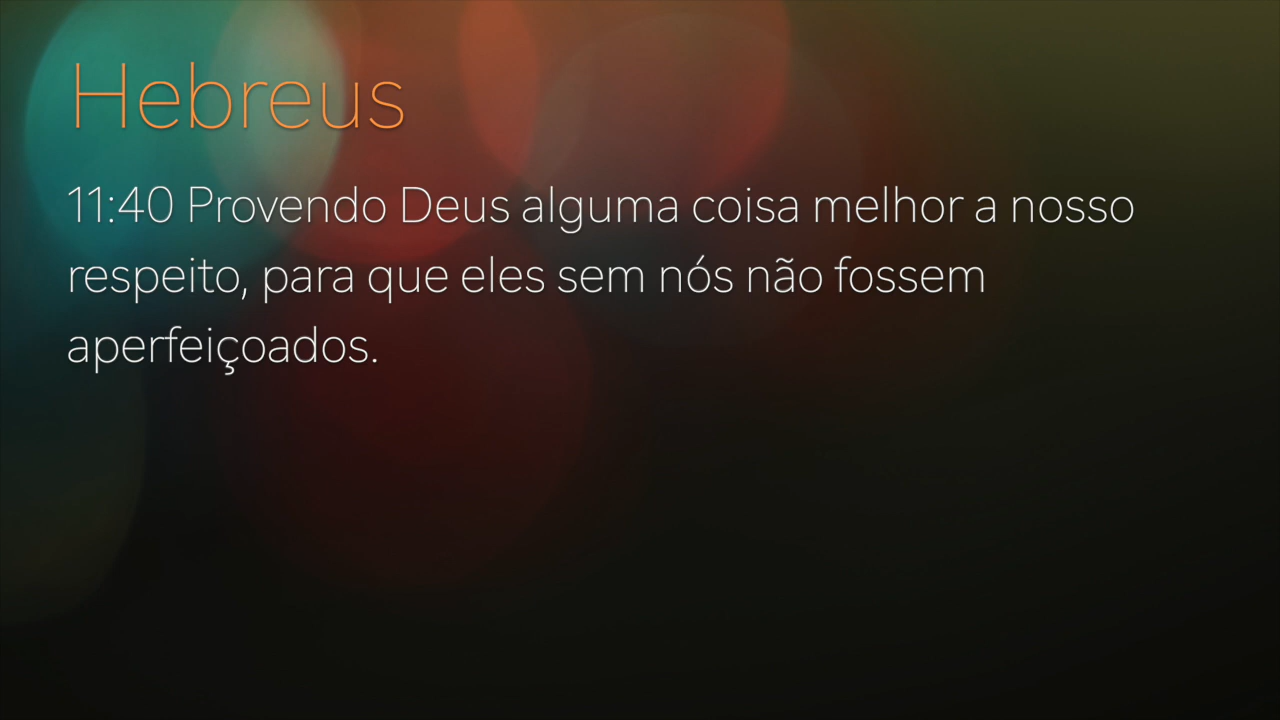 Hebreus
11:40 Provendo Deus alguma coisa melhor a nosso
respeito, para que eles sem nós não fossem
aperfeiçoados.